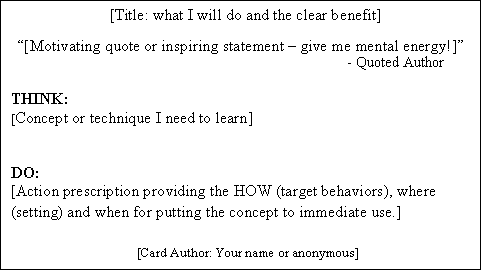 [Title: what I will do and the clear benefit]
“[Motivating quote or inspiring statement – give me mental energy!]”
- Quoted Author
THINK:
[Concept or technique I need to learn]
DO:
[Action prescription providing the HOW (target behaviors), where
(setting) and when for putting the concept to immediate use.]
[Card Author: Your name or anonymous]